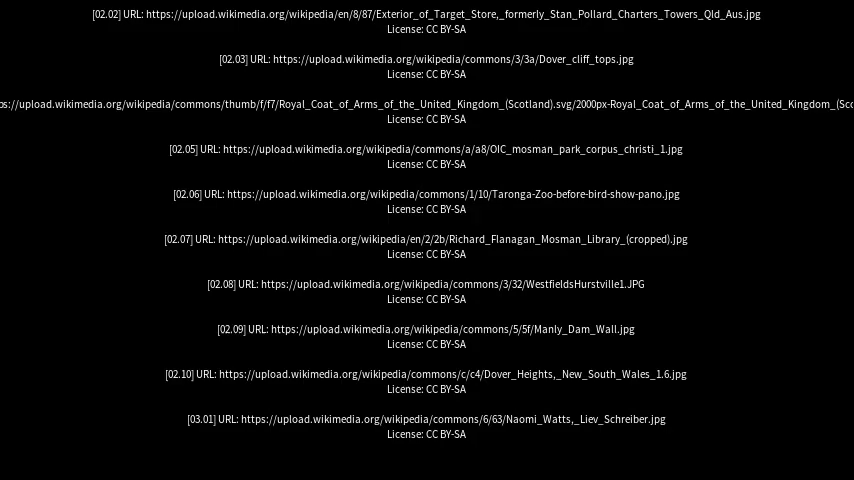 [02.02] URL: https://upload.wikimedia.org/wikipedia/en/8/87/Exterior_of_Target_Store,_formerly_Stan_Pollard_Charters_Towers_Qld_Aus.jpg
License: CC BY-SA
[02.03] URL: https://upload.wikimedia.org/wikipedia/commons/3/3a/Dover_cliff_tops.jpg
License: CC BY-SA
ps://upload.wikimedia.org/wikipedia/commons/thumb/f/f7/Royal_Coat_of_Arms_of_the_United_Kingdom_(Scotland).svg/2000px-Royal_Coat_of_Arms_of_the_United_Kingdom_(Sco
License: CC BY-SA
[02.05] URL: https://upload.wikimedia.org/wikipedia/commons/a/a8/OIC_mosman_park_corpus_christi_1.jpg
License: CC BY-SA
[02.06] URL: https://upload.wikimedia.org/wikipedia/commons/1/10/Taronga-Zoo-before-bird-show-pano.jpg
License: CC BY-SA
[02.07] URL: https://upload.wikimedia.org/wikipedia/en/2/2b/Richard_Flanagan_Mosman_Library_(cropped).jpg
License: CC BY-SA
[02.08] URL: https://upload.wikimedia.org/wikipedia/commons/3/32/WestfieldsHurstville1.JPG
License: CC BY-SA
[02.09] URL: https://upload.wikimedia.org/wikipedia/commons/5/5f/Manly_Dam_Wall.jpg
License: CC BY-SA
[02.10] URL: https://upload.wikimedia.org/wikipedia/commons/c/c4/Dover_Heights,_New_South_Wales_1.6.jpg
License: CC BY-SA
[03.01] URL: https://upload.wikimedia.org/wikipedia/commons/6/63/Naomi_Watts,_Liev_Schreiber.jpg
License: CC BY-SA